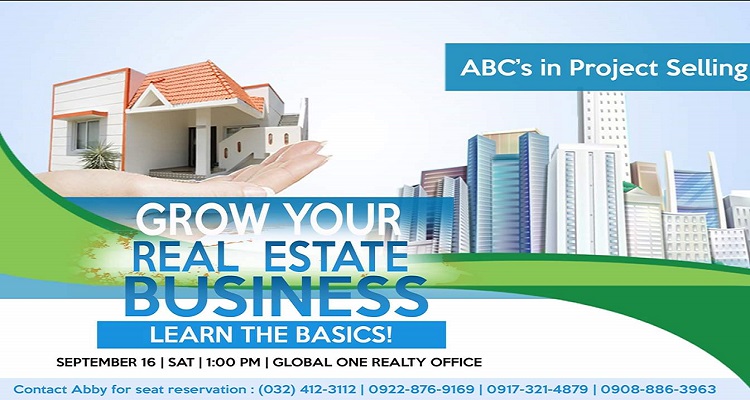 ABC's in Project Selling
GROW YOUR
REAL ESTATE
BUSINESS
LEARN THE BASICS!
SEPTEMBER 16 | SAT | 1:00 PM | GLOBAL ONE REALTY OFFICE
Contact Abby for seat reservation : (032) 412-3112 | 0922-876-9169 | 0917-321-4879 | 0908-886-3963